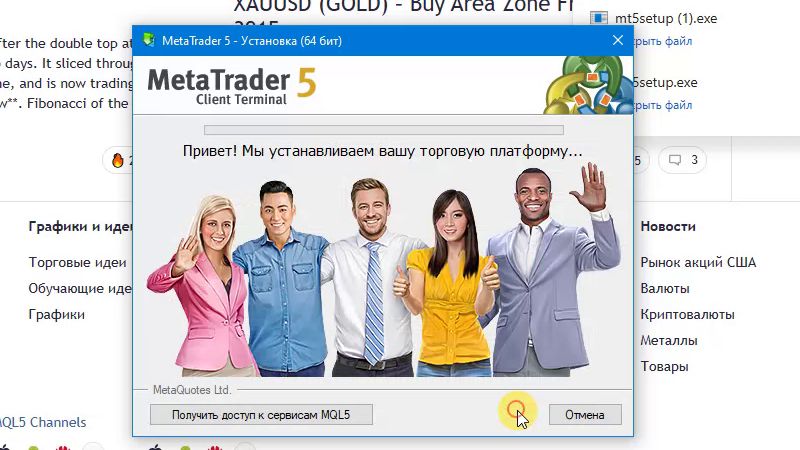 XAUUSD (GOLD) – Buy Area Zone
mt5setup (1).exe
MetaTrader 5 - Установка (64 бит)
fter the double top at
крыть файл
days. It sliced throug
MetaTrader 5
5setup.exe
ne, and is now trading
Client Terminal
крыть файл
w**. Fibonacci of the
Привет! Мы устанавливаем вашу торговую платформу...
3
Графики и иде
Новости
Торговые идеи
Рынок акций США
Обучающие иде
Валюты
Графики
Криптовалюты
Металлы
Товары
MetaQuotes Ltd.
Получить доступ к сервисам MQL5
Отмена
MQL5 Channels